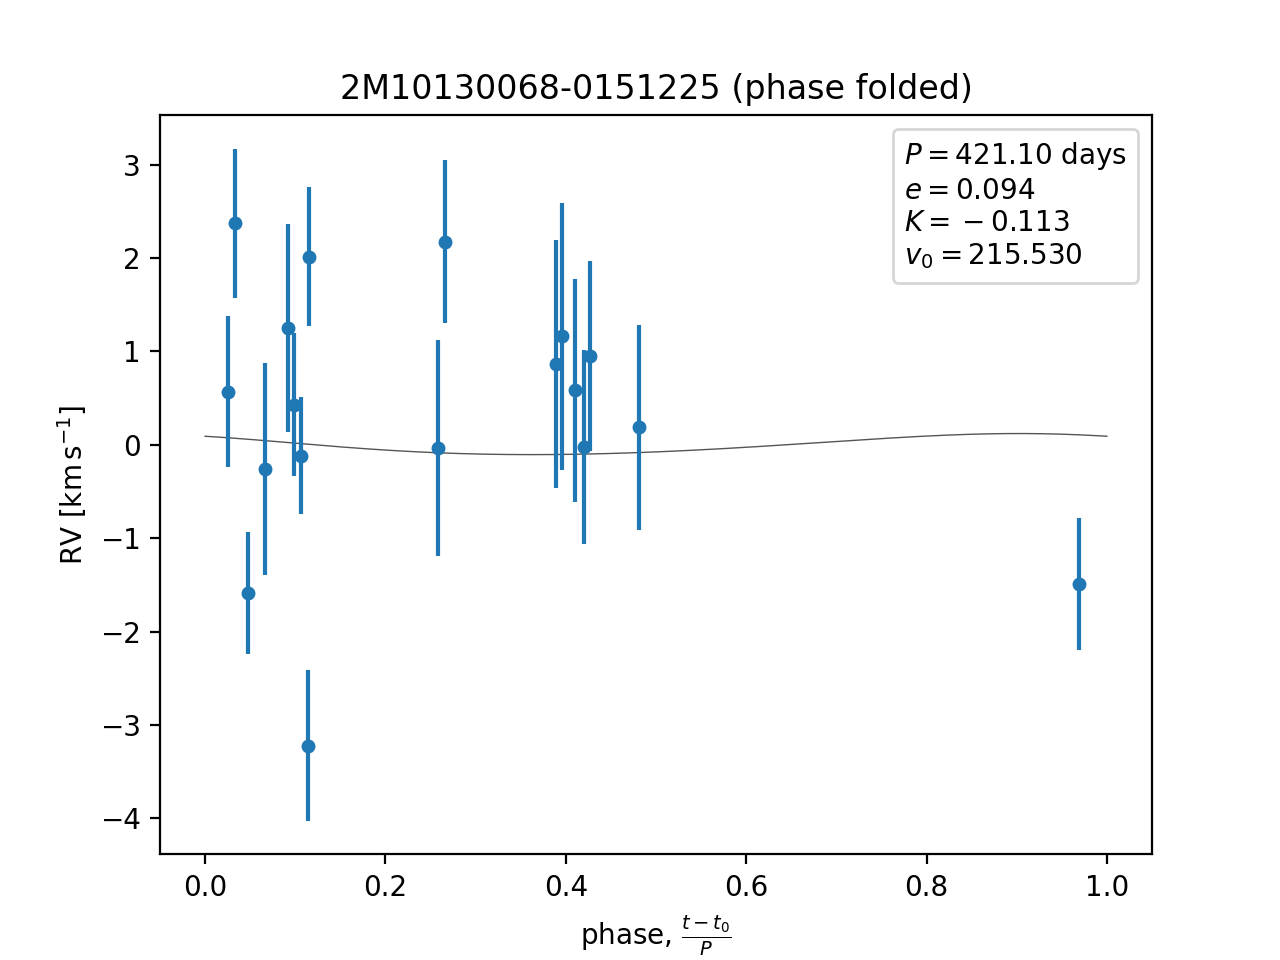 2M10130068-0151225 (phase folded)
P = 421.10 days
e = 0.094
K = −0.113
v₀ = 215.530
3
2
1
0
−1
−2
−3
−4
RV [km s⁻¹]
0.0 0.2 0.4 0.6 0.8 1.0
phase, (t − t₀)/P